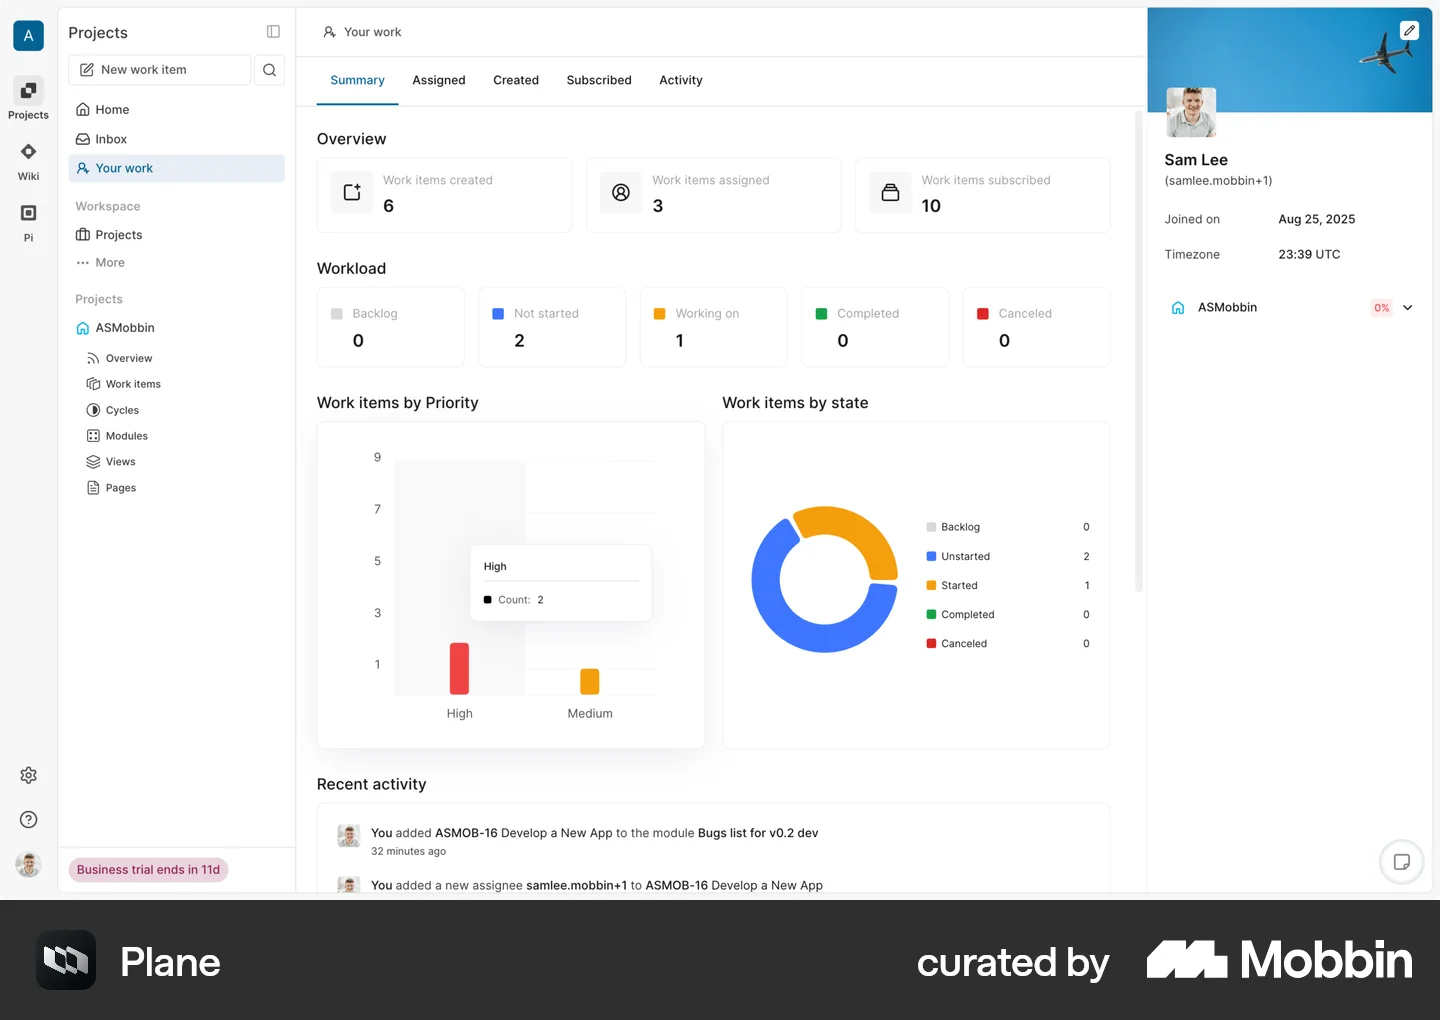 A
Projects
Wiki
Pi
Projects
New work item
Home
Inbox
Your work
Workspace
Projects
More
Projects
ASMobbin
Overview
Work items
Cycles
Modules
Views
Pages
Business trial ends in 11d
Your work
Summary
Assigned
Created
Subscribed
Activity
Overview
Work items created
6
Work items assigned
3
Work items subscribed
10
Workload
Backlog
0
Not started
2
Working on
1
Completed
0
Canceled
0
Work items by Priority
9
7
5
3
1
High
Count: 2
High
Medium
Work items by state
Backlog 0
Unstarted 2
Started 1
Completed 0
Canceled 0
Recent activity
You added ASMOB-16 Develop a New App to the module Bugs list for v0.2 dev
32 minutes ago
You added a new assignee samlee.mobbin+1 to ASMOB-16 Develop a New App
Sam Lee
(samlee.mobbin+1)
Joined on Aug 25, 2025
Timezone 23:39 UTC
ASMobbin 0%
Plane
curated by Mobbin